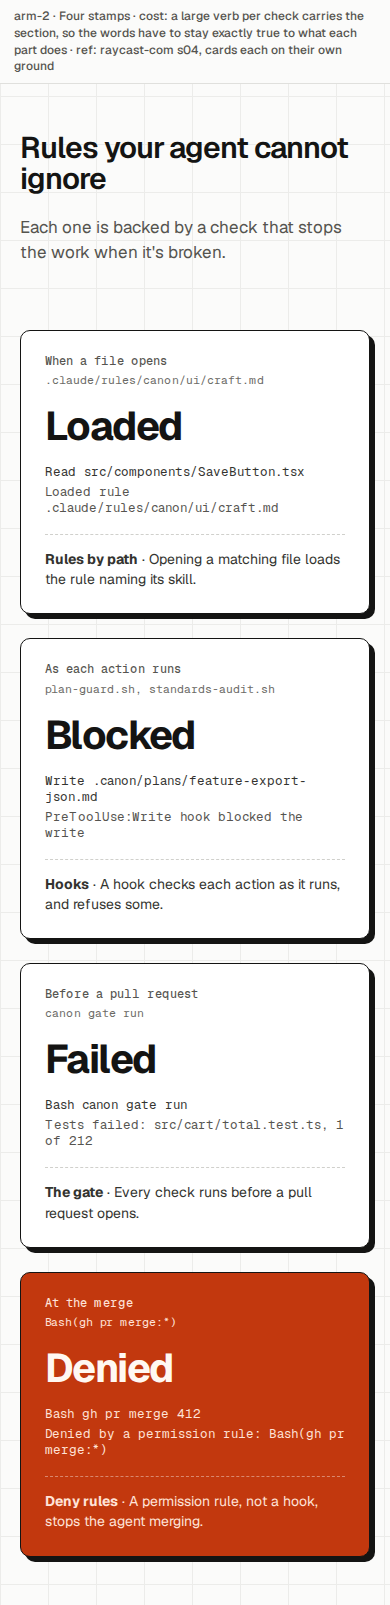 arm-2 · Four stamps · cost: a large verb per check carries the
section, so the words have to stay exactly true to what each
part does · ref: raycast-com s04, cards each on their own
ground
Rules your agent cannot
ignore
Each one is backed by a check that stops
the work when it's broken.
When a file opens
.claude/rules/canon/ui/craft.md
Loaded
Read src/components/SaveButton.tsx
Loaded rule
.claude/rules/canon/ui/craft.md
Rules by path · Opening a matching file loads
the rule naming its skill.
As each action runs
plan-guard.sh, standards-audit.sh
Blocked
Write .canon/plans/feature-export-
json.md
PreToolUse:Write hook blocked the
write
Hooks · A hook checks each action as it runs,
and refuses some.
Before a pull request
canon gate run
Failed
Bash canon gate run
Tests failed: src/cart/total.test.ts, 1
of 212
The gate · Every check runs before a pull
request opens.
At the merge
Bash(gh pr merge:*)
Denied
Bash gh pr merge 412
Denied by a permission rule: Bash(gh pr
merge:*)
Deny rules · A permission rule, not a hook,
stops the agent merging.